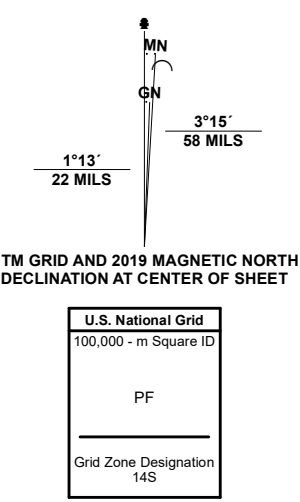 MN
GN
3°15´
58 MILS
1°13´
22 MILS
TM GRID AND 2019 MAGNETIC NORTH
DECLINATION AT CENTER OF SHEET
U.S. National Grid
100,000 - m Square ID
PF
Grid Zone Designation
14S